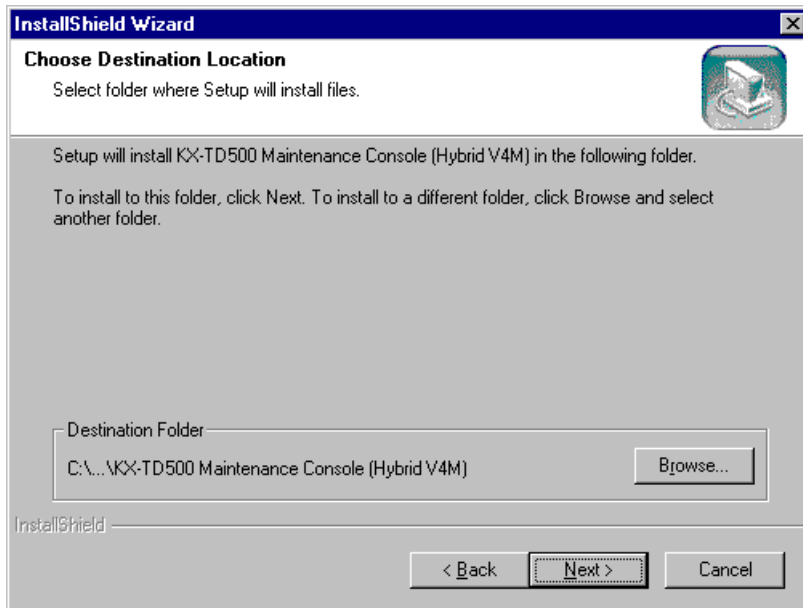 InstallShield Wizard
Choose Destination Location
Select folder where Setup will install files.
Setup will install KX-TD500 Maintenance Console (Hybrid V4M) in the following folder.
To install to this folder, click Next. To install to a different folder, click Browse and select
another folder.
Destination Folder
C:\...\KX-TD500 Maintenance Console (Hybrid V4M)
Browse...
InstallShield
< Back
Next >
Cancel